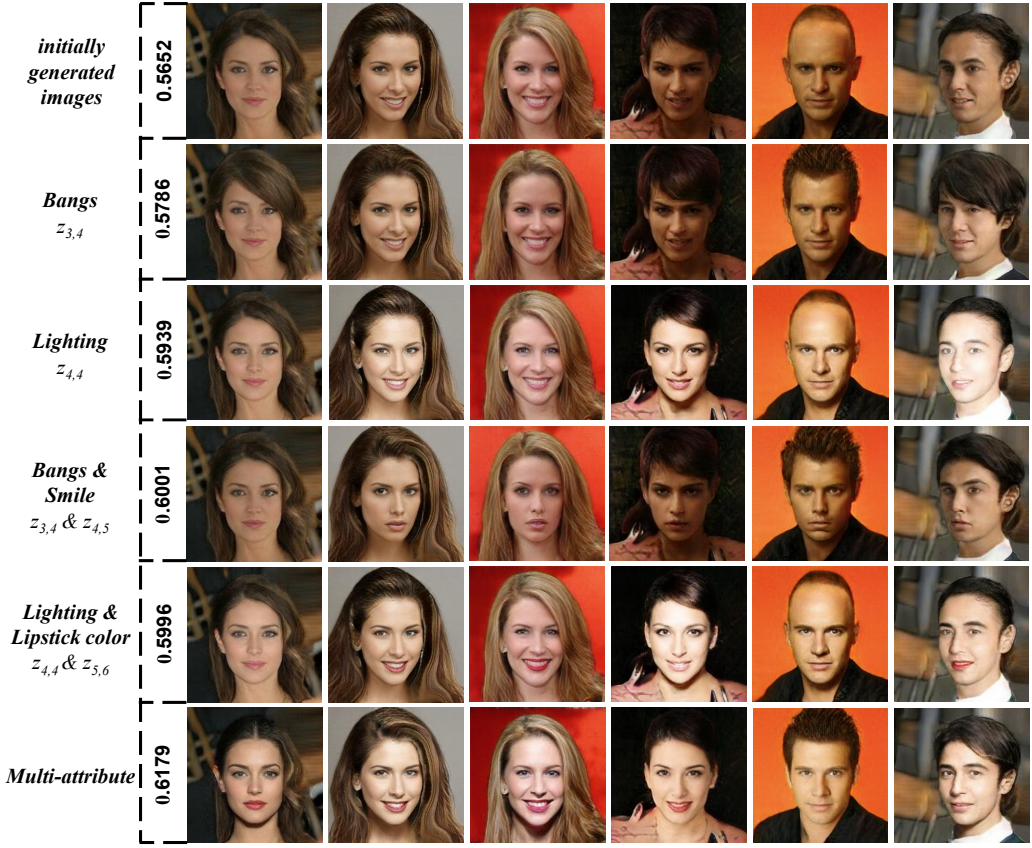 initially
generated
images
0.5652
Bangs
z3,4
0.5786
Lighting
z4,4
0.5939
Bangs &
Smile
z3,4 & z4,5
0.6001
Lighting &
Lipstick color
z4,4 & z5,6
0.5996
Multi-attribute
0.6179